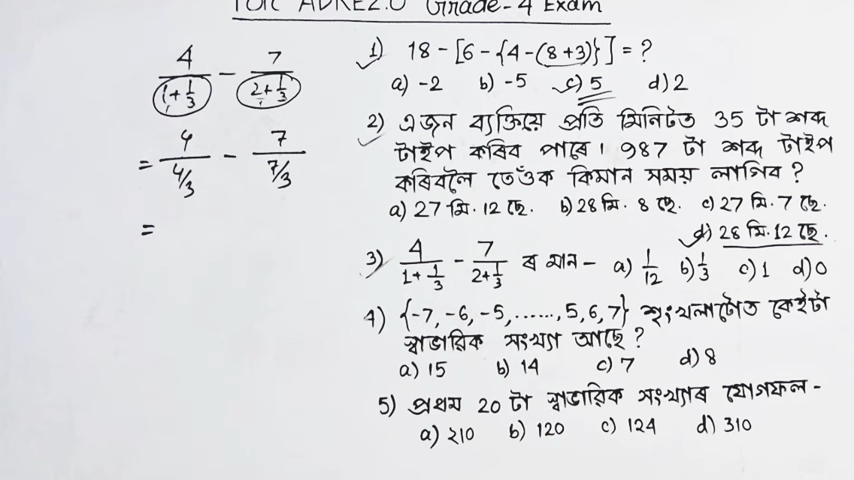 For ADRE2.0 Grade-4 Exam
4/(1+1/3) - 7/(2+1/3)
= 4/(4/3) - 7/(7/3)
=
1) 18 - [6 - {4 - (8+3)}] = ?
a) -2 b) -5 c) 5 d) 2
2) এজন ব্যক্তিয়ে প্ৰতি মিনিটত 35 টা শব্দ
টাইপ কৰিব পাৰে। 987 টা শব্দ টাইপ
কৰিবলৈ তেওঁক কিমান সময় লাগিব ?
a) 27 মি. 12 ছে. b) 28 মি. 8 ছে. c) 27 মি. 7 ছে.
d) 28 মি. 12 ছে.
3) 4/(1+1/3) - 7/(2+1/3) ৰ মান - a) 1/12 b) 1/3 c) 1 d) 0
4) {-7, -6, -5, ......, 5, 6, 7} শৃংখলাটোত কেইটা
স্বাভাৱিক সংখ্যা আছে ?
a) 15 b) 14 c) 7 d) 8
5) প্ৰথম 20 টা স্বাভাৱিক সংখ্যাৰ যোগফল -
a) 210 b) 120 c) 124 d) 310